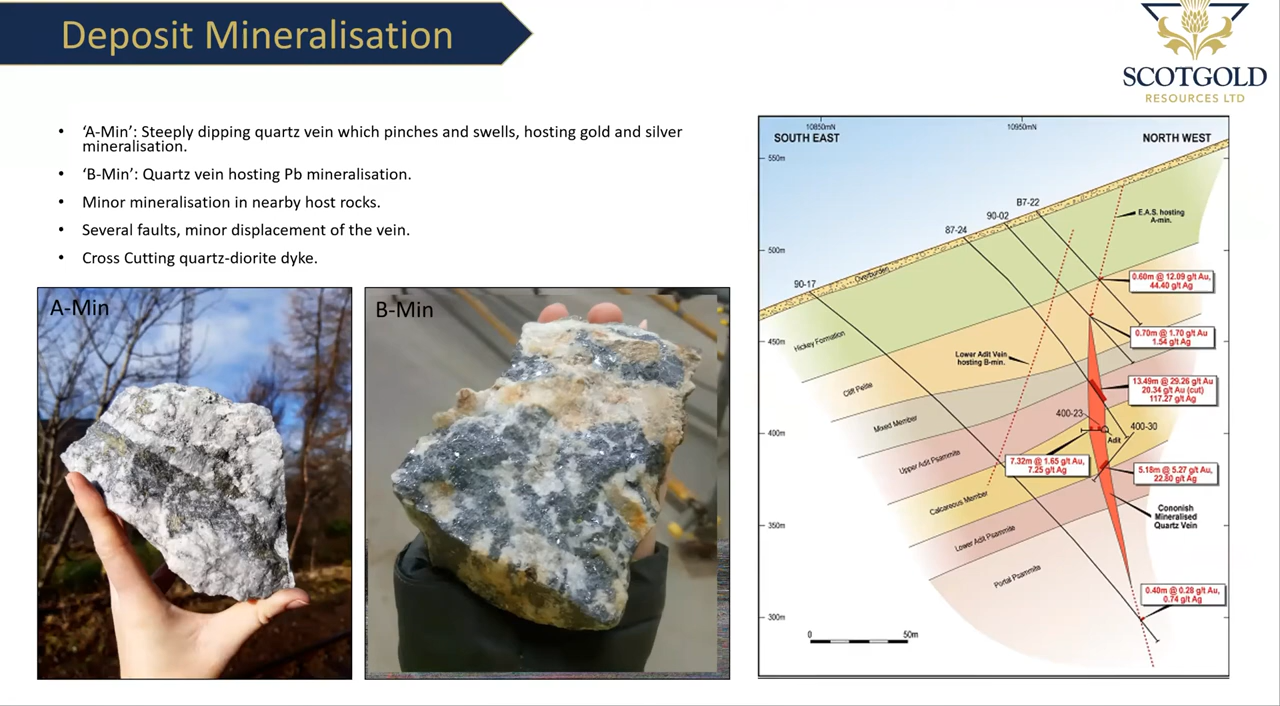 Deposit Mineralisation
SCOTGOLD
RESOURCES LTD
• ‘A-Min’: Steeply dipping quartz vein which pinches and swells, hosting gold and silver
mineralisation.
• ‘B-Min’: Quartz vein hosting Pb mineralisation.
• Minor mineralisation in nearby host rocks.
• Several faults, minor displacement of the vein.
• Cross Cutting quartz-diorite dyke.
A-Min
B-Min
10850mN
10950mN
SOUTH EAST
NORTH WEST
550m
500m
450m
400m
350m
300m
90-17
87-24
90-02
B7-22
Overburden
E.A.S. hosting
A-min.
0.60m @ 12.09 g/t Au,
44.40 g/t Ag
0.70m @ 1.70 g/t Au
1.54 g/t Ag
Hickey Formation
Lower Adit Vein
hosting B-min.
13.49m @ 29.26 g/t Au
20.34 g/t Au (cut)
117.27 g/t Ag
Cliff Pelite
Mixed Member
400-23
400-30
Adit
Upper Adit Psammite
7.32m @ 1.65 g/t Au,
7.25 g/t Ag
5.18m @ 5.27 g/t Au,
22.80 g/t Ag
Calcareous Member
Cononish
Mineralised
Quartz Vein
Lower Adit Psammite
Portal Psammite
0.40m @ 0.28 g/t Au,
0.74 g/t Ag
0 50m